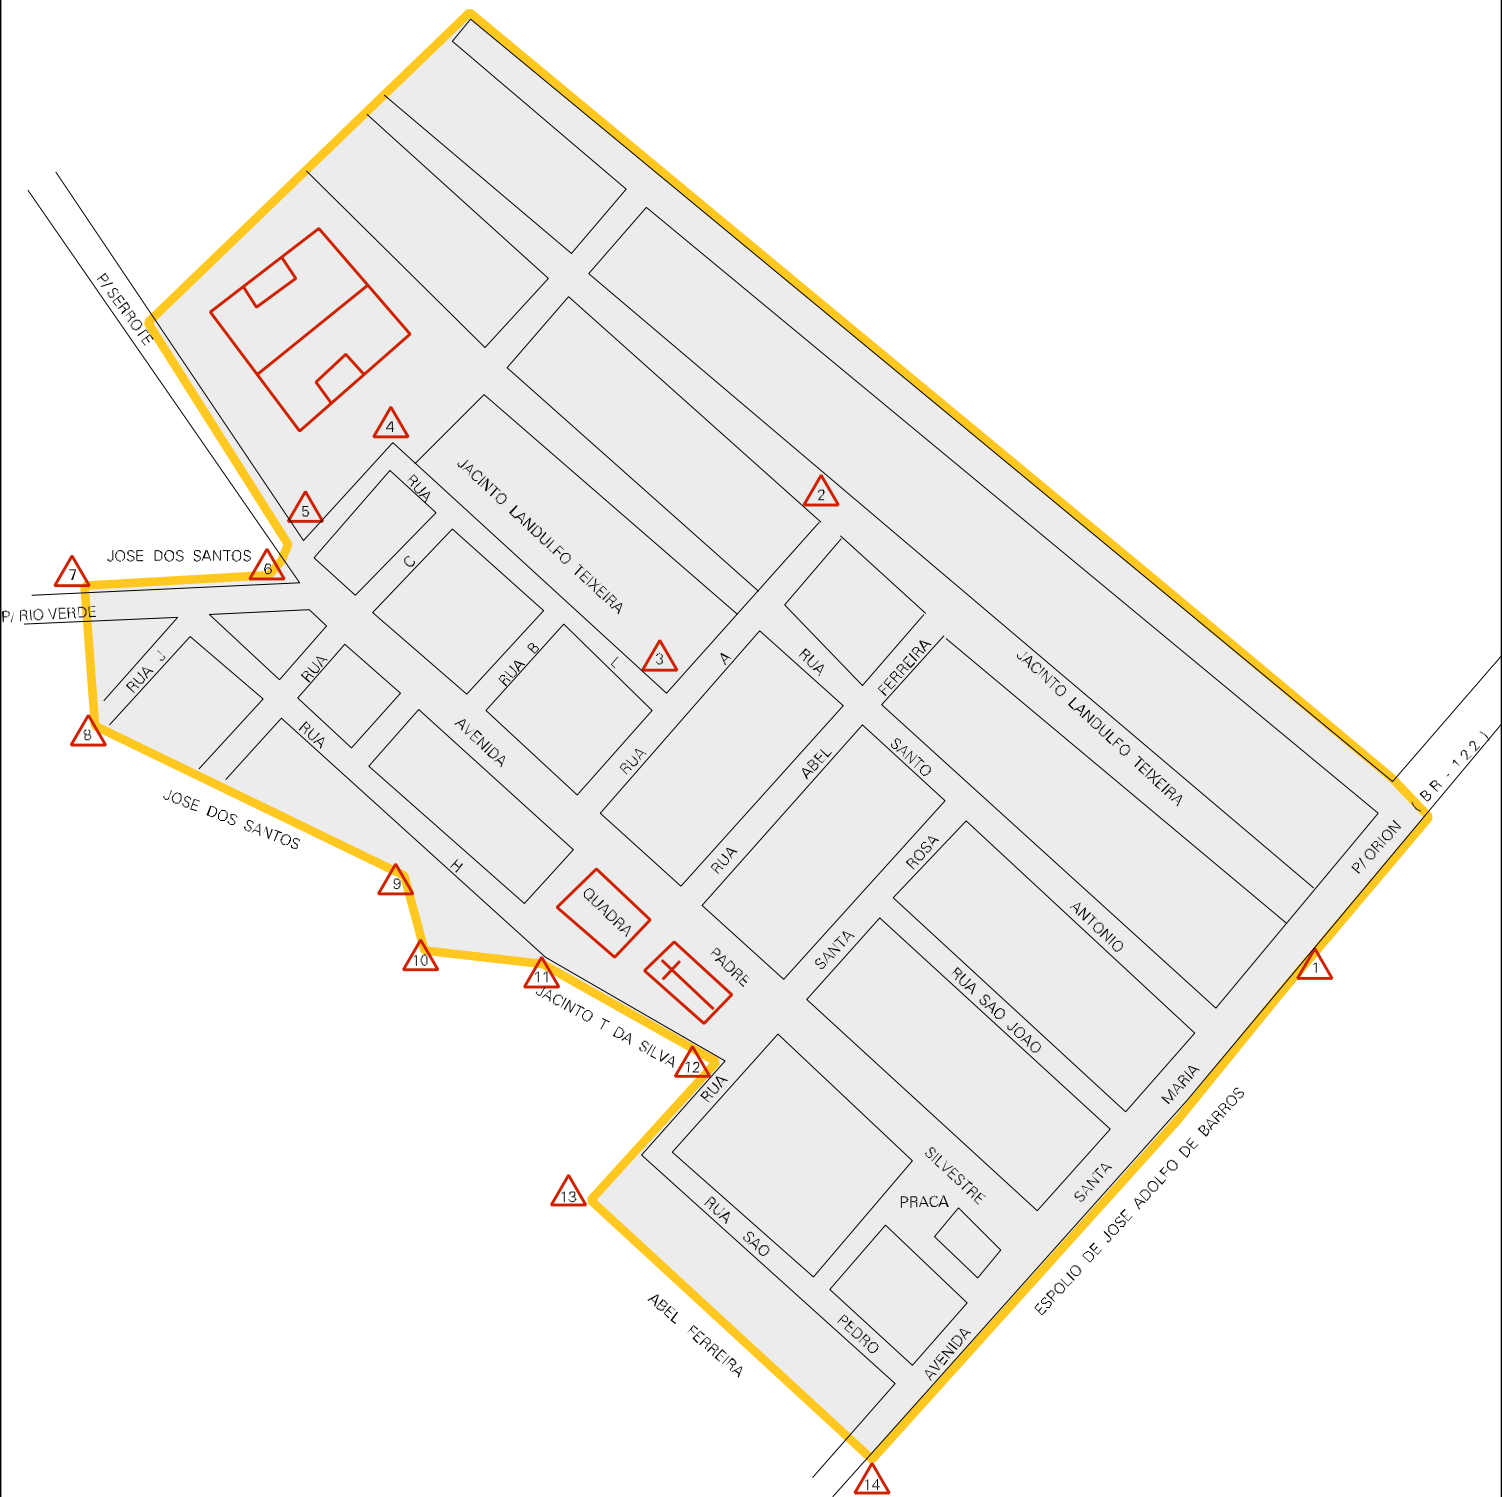 P/ SERROTE
4
RUA
JACINTO LANDULFO TEIXEIRA
2
5
JOSE DOS SANTOS
6
7
C
P/ RIO VERDE
RUA J
RUA
RUA B
L
3
A
RUA
FERREIRA
JACINTO LANDULFO TEIXEIRA
8
RUA
AVENIDA
RUA
ABEL
SANTO
( BR - 122 )
P/ ORION
JOSE DOS SANTOS
H
9
RUA
ROSA
QUADRA
ANTONIO
10
11
PADRE
SANTA
RUA SAO JOAO
1
JACINTO T DA SILVA
12
RUA
MARIA
ESPOLIO DE JOSE ADOLFO DE BARROS
13
SILVESTRE
PRACA
SANTA
RUA SAO
PEDRO
AVENIDA
ABEL FERREIRA
14